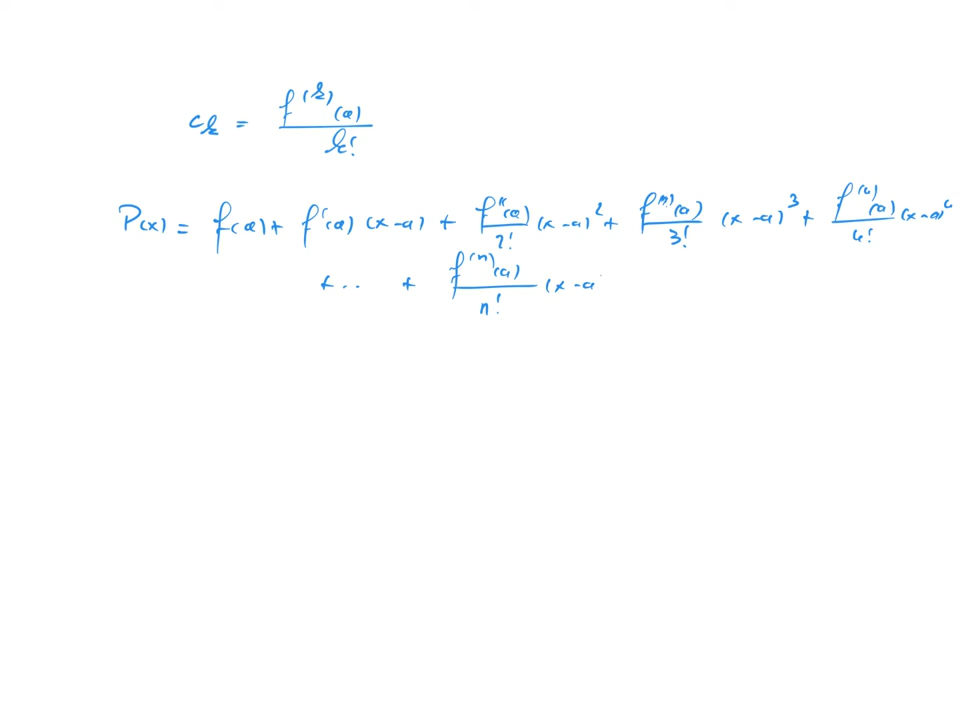 c_k = f^{(k)}(a) / k!
P(x) = f(a) + f'(a) (x-a) + f''(a)/2! (x-a)^2 + f'''(a)/3! (x-a)^3 + f^{(4)}(a)/4! (x-a)^4
+ .. + f^{(n)}(a)/n! (x-a